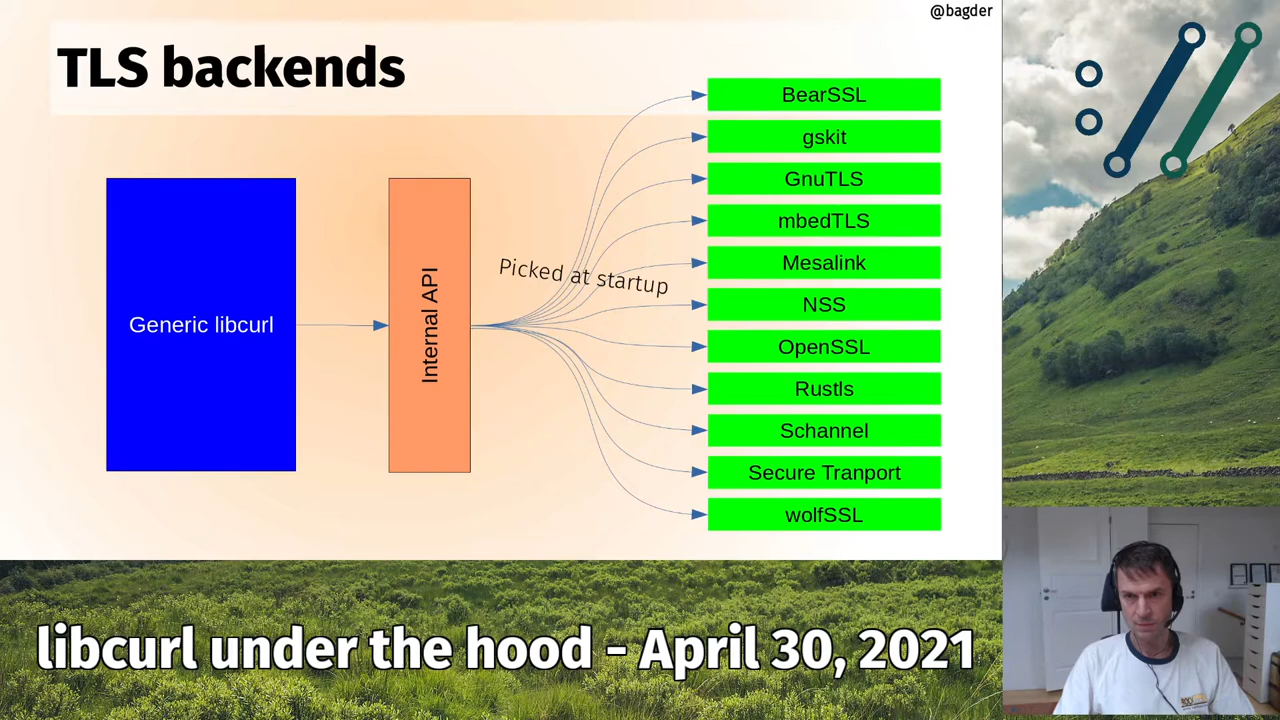 @bagder
TLS backends
BearSSL
gskit
GnuTLS
mbedTLS
Mesalink
NSS
OpenSSL
Rustls
Schannel
Secure Tranport
wolfSSL
Picked at startup
Generic libcurl
Internal API
libcurl under the hood - April 30, 2021